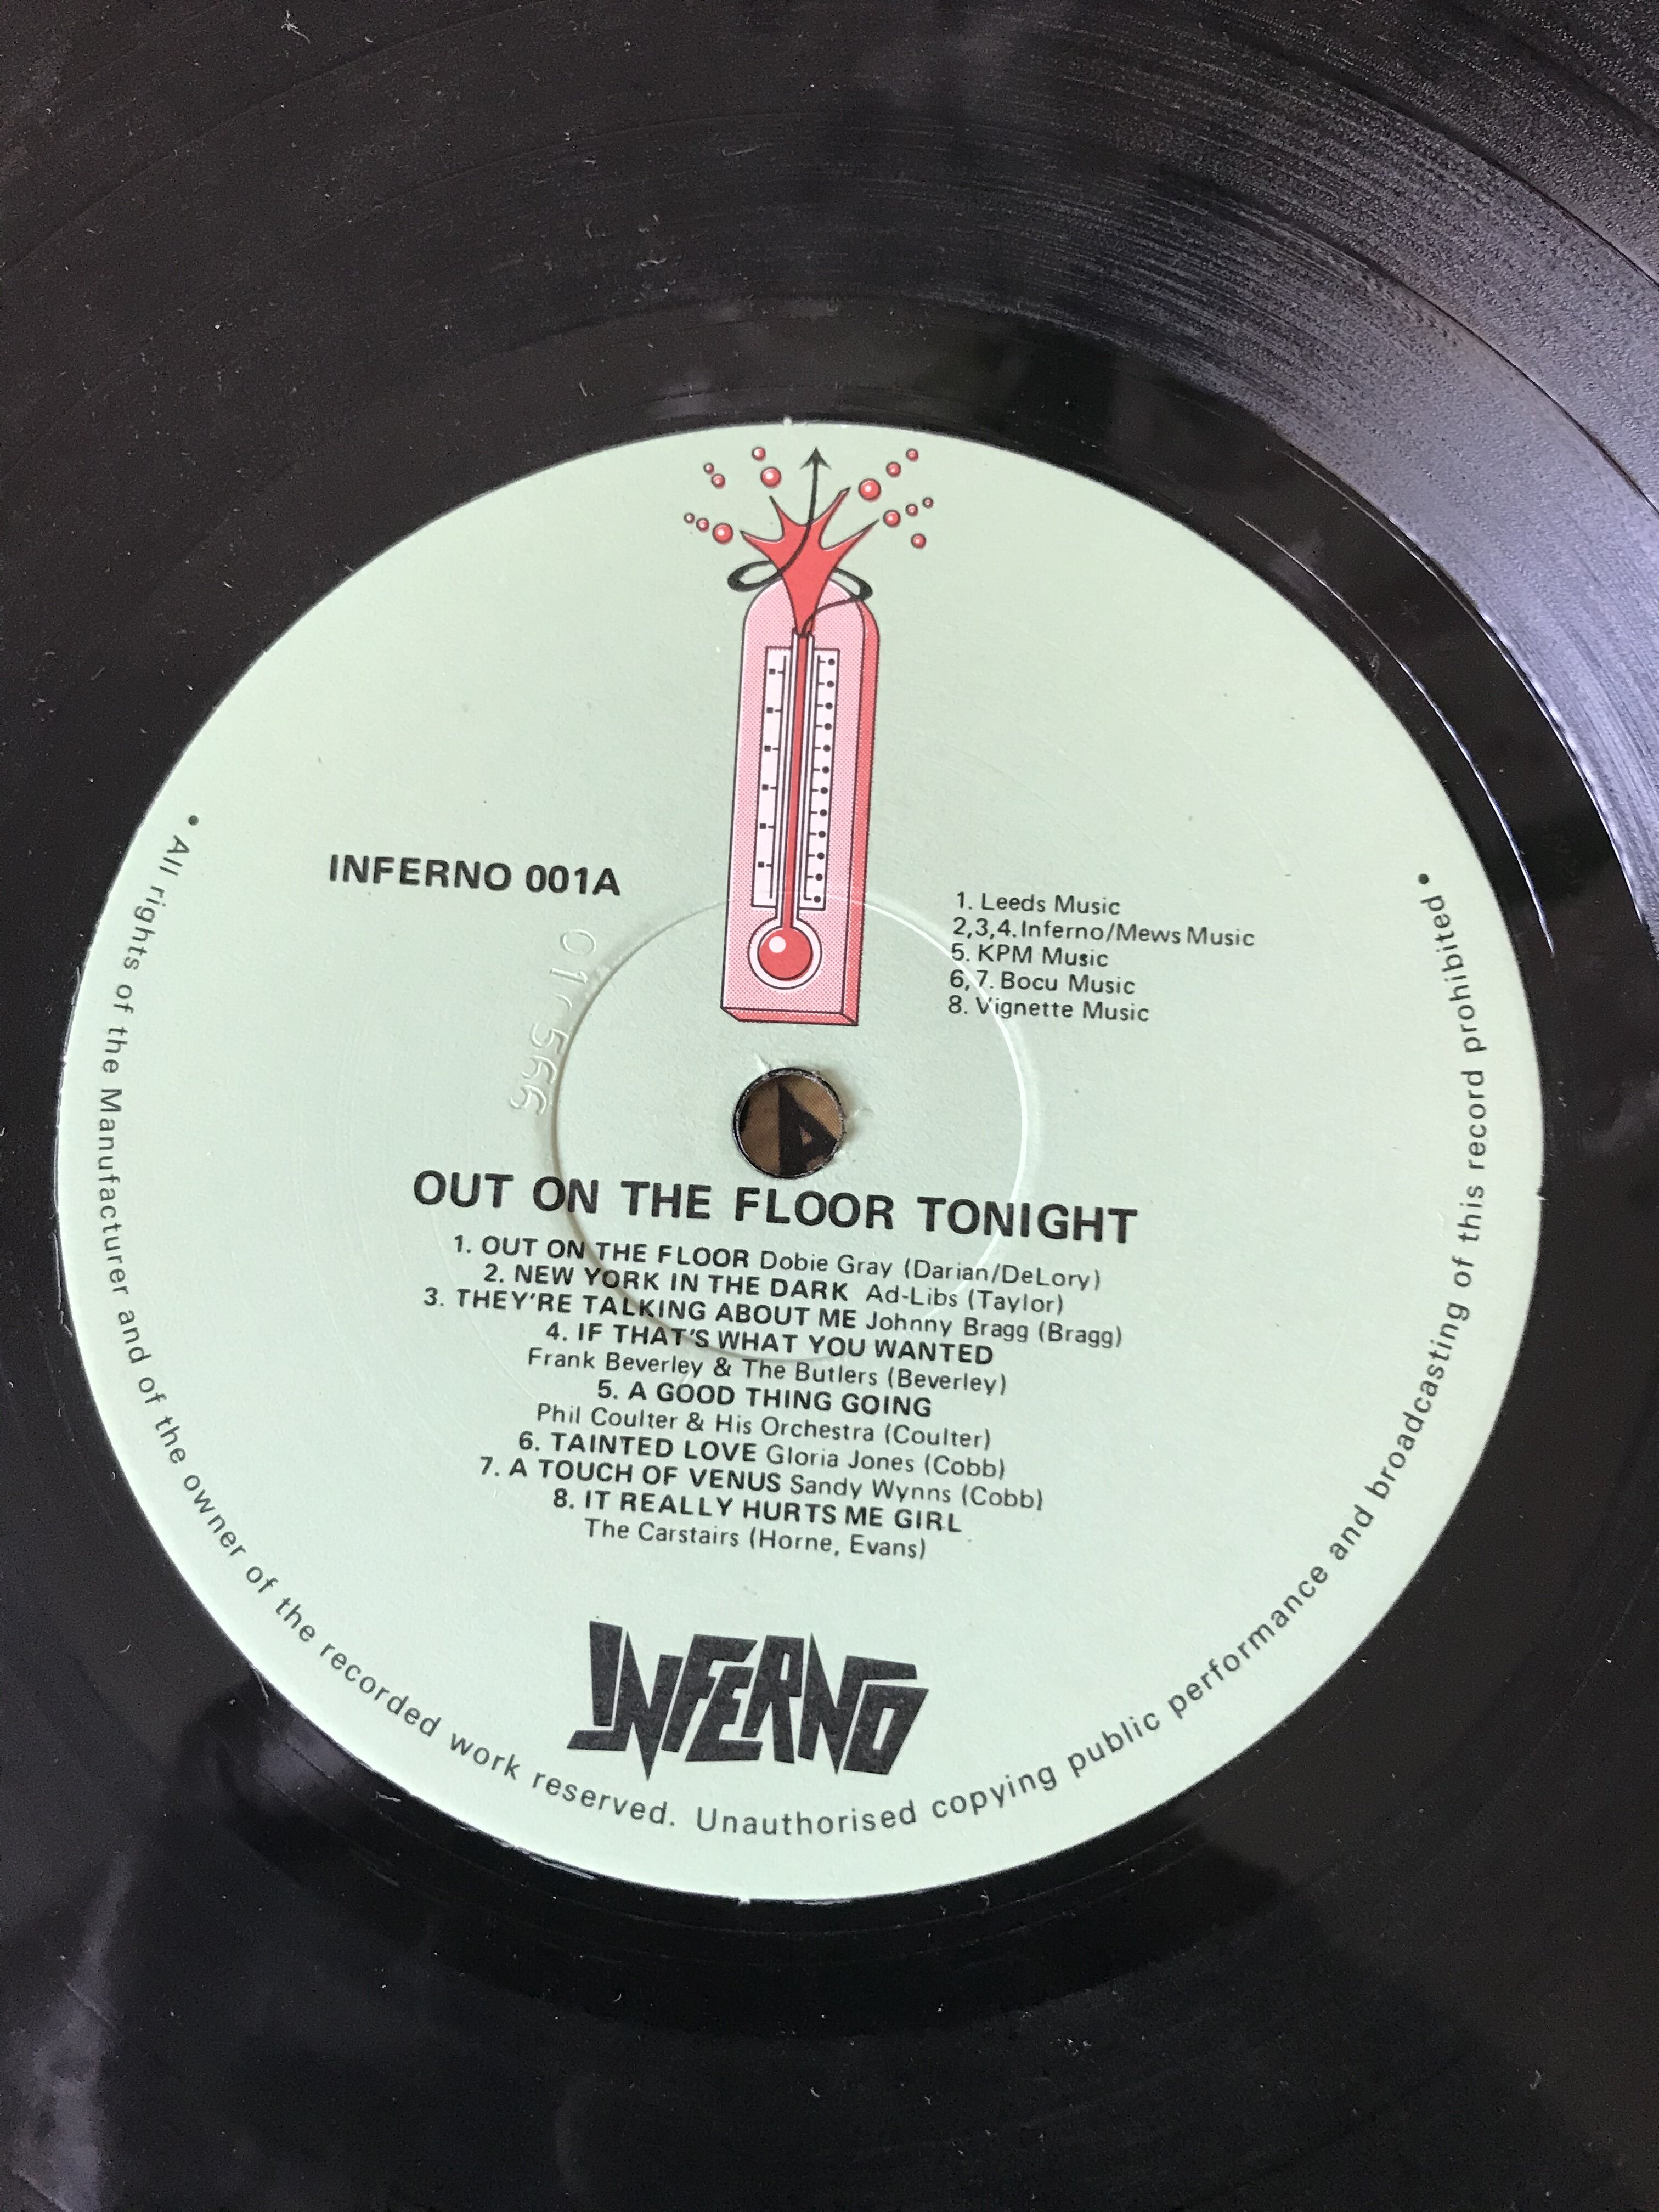 INFERNO 001A
1. Leeds Music
2,3,4. Inferno/Mews Music
5. KPM Music
6,7. Bocu Music
8. Vignette Music
OUT ON THE FLOOR TONIGHT
1. OUT ON THE FLOOR Dobie Gray (Darian/DeLory)
2. NEW YORK IN THE DARK Ad-Libs (Taylor)
3. THEY'RE TALKING ABOUT ME Johnny Bragg (Bragg)
4. IF THAT'S WHAT YOU WANTED
Frank Beverley & The Butlers (Beverley)
5. A GOOD THING GOING
Phil Coulter & His Orchestra (Coulter)
6. TAINTED LOVE Gloria Jones (Cobb)
7. A TOUCH OF VENUS Sandy Wynns (Cobb)
8. IT REALLY HURTS ME GIRL
The Carstairs (Horne, Evans)
INFERNO
• All rights of the Manufacturer and of the owner of the recorded work reserved. Unauthorised copying public performance and broadcasting of this record prohibited •